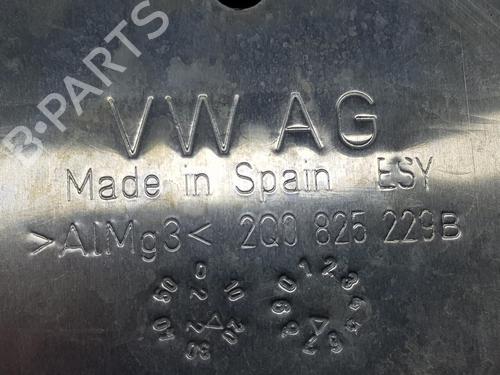 B-PARTS
VW AG
Made in Spain ESY
>AlMg3< 2Q0 825 229B